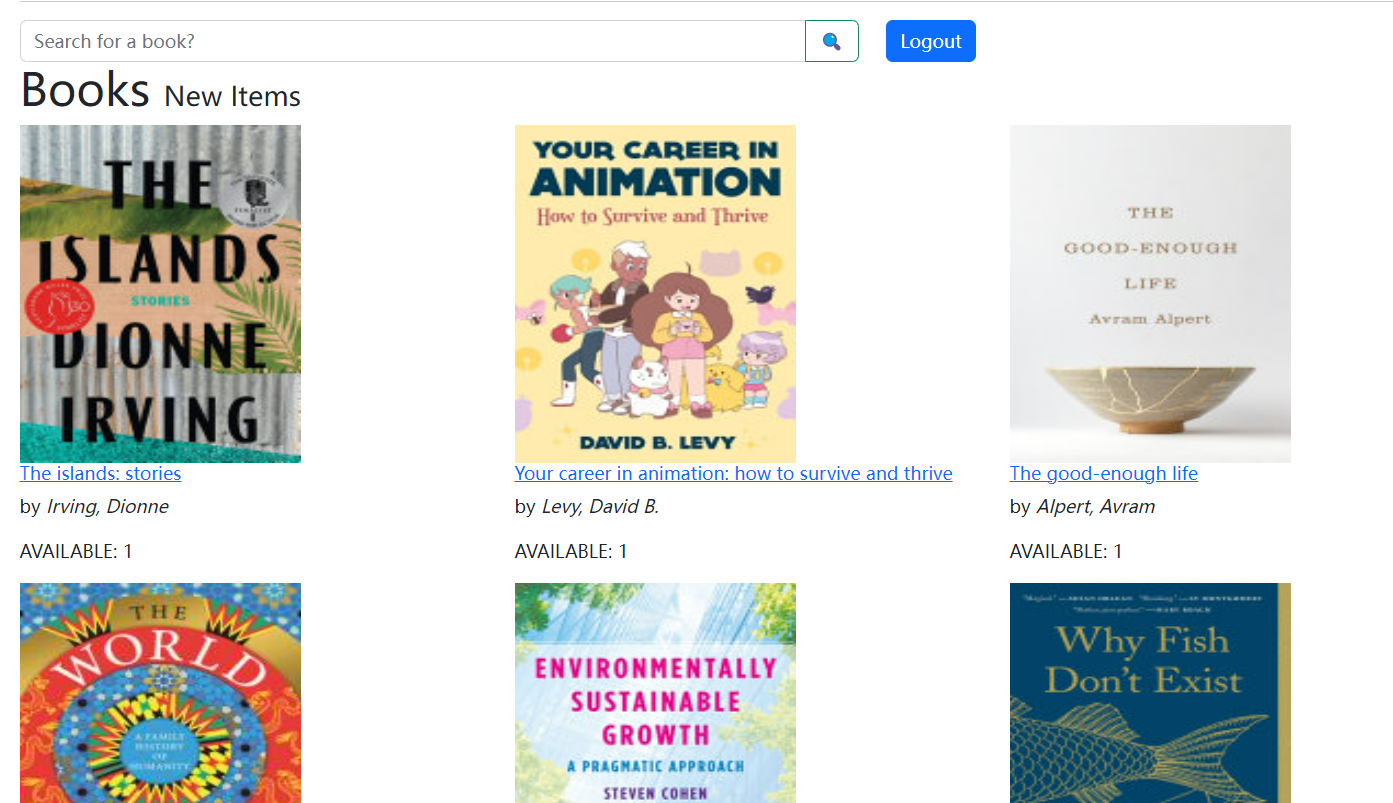 Search for a book?
Logout
Books New Items
THE
ISLANDS
STORIES
DIONNE
IRVING
YOUR CAREER IN
ANIMATION
How to Survive and Thrive
DAVID B. LEVY
THE
GOOD-ENOUGH
LIFE
Avram Alpert
The islands: stories
by Irving, Dionne
AVAILABLE: 1
Your career in animation: how to survive and thrive
by Levy, David B.
AVAILABLE: 1
The good-enough life
by Alpert, Avram
AVAILABLE: 1
THE
WORLD
A FAMILY
HISTORY
OF
HUMANITY
ENVIRONMENTALLY
SUSTAINABLE
GROWTH
A PRAGMATIC APPROACH
STEVEN COHEN
Why Fish
Don't Exist